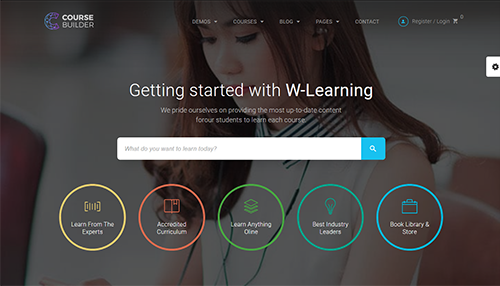 COURSE
BUILDER
DEMOS COURSES BLOG PAGES CONTACT Register / Login 0
Getting started with W-Learning
We pride ourselves on providing the most up-to-date content
forour students to learn each course.
What do you want to learn today?
Learn From The
Experts
Accredited
Curriculum
Learn Anything
Oline
Best Industry
Leaders
Book Library &
Store